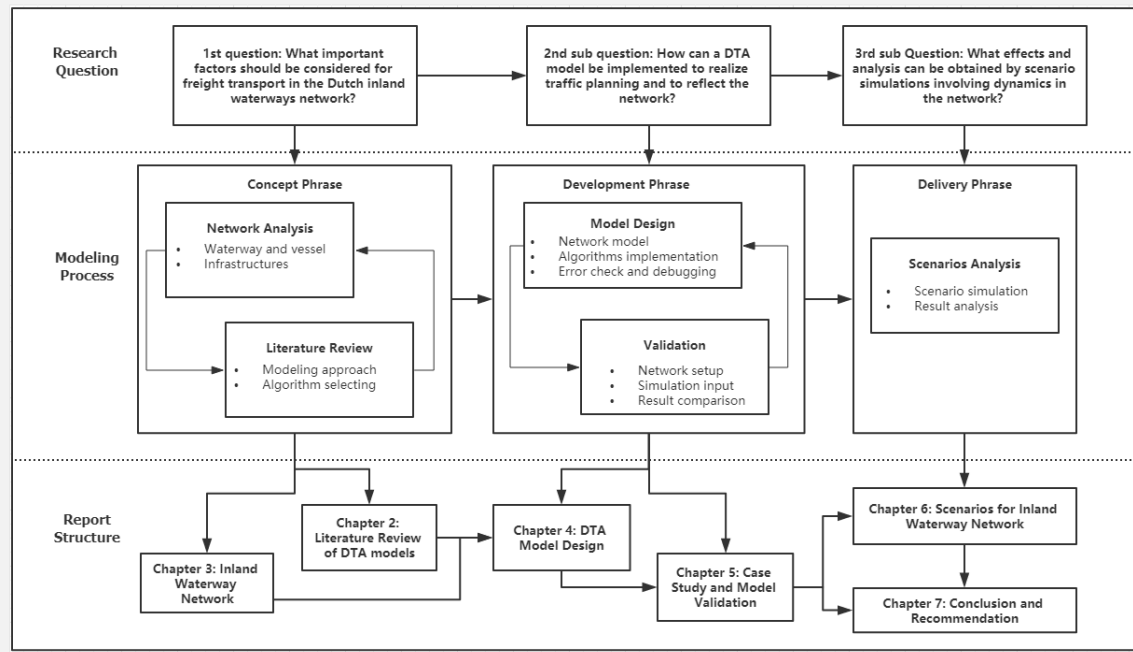 Research
Question
1st question: What important
factors should be considered for
freight transport in the Dutch inland
waterways network?
2nd sub question: How can a DTA
model be implemented to realize
traffic planning and to reflect the
network?
3rd sub Question: What effects and
analysis can be obtained by scenario
simulations involving dynamics in
the network?
Modeling
Process
Concept Phrase
Network Analysis
• Waterway and vessel
• Infrastructures
Literature Review
• Modeling approach
• Algorithm selecting
Development Phrase
Model Design
• Network model
• Algorithms implementation
• Error check and debugging
Validation
• Network setup
• Simulation input
• Result comparison
Delivery Phrase
Scenarios Analysis
• Scenario simulation
• Result analysis
Report
Structure
Chapter 3: Inland
Waterway
Network
Chapter 2:
Literature Review
of DTA models
Chapter 4: DTA
Model Design
Chapter 5: Case
Study and Model
Validation
Chapter 6: Scenarios for Inland
Waterway Network
Chapter 7: Conclusion and
Recommendation